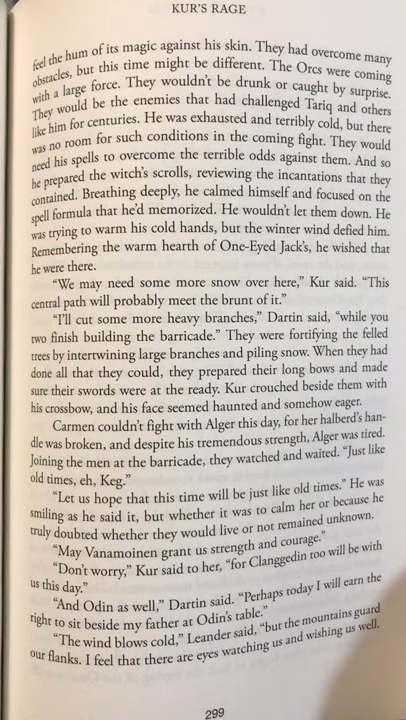 KUR'S RAGE
feel the hum of its magic against his skin. They had overcome many
obstacles, but this time might be different. The Orcs were coming
with a large force. They wouldn't be drunk or caught by surprise.
They would be the enemies that had challenged Tariq and others
like him for centuries. He was exhausted and terribly cold, but there
was no room for such conditions in the coming fight. They would
need his spells to overcome the terrible odds against them. And so
he prepared the witch's scrolls, reviewing the incantations that they
contained. Breathing deeply, he calmed himself and focused on the
spell formula that he'd memorized. He wouldn't let them down. He
was trying to warm his cold hands, but the winter wind defied him.
Remembering the warm hearth of One-Eyed Jack's, he wished that
he were there.
"We may need some more snow over here," Kur said. "This
central path will probably meet the brunt of it."
"I'll cut some more heavy branches," Dartin said, "while you
two finish building the barricade." They were fortifying the felled
trees by intertwining large branches and piling snow. When they had
done all that they could, they prepared their long bows and made
sure their swords were at the ready. Kur crouched beside them with
his crossbow, and his face seemed haunted and somehow eager.
Carmen couldn't fight with Alger this day, for her halberd's han-
dle was broken, and despite his tremendous strength, Alger was tired.
Joining the men at the barricade, they watched and waited. "Just like
old times, eh, Keg."
"Let us hope that this time will be just like old times." He was
smiling as he said it, but whether it was to calm her or because he
truly doubted whether they would live or not remained unknown.
"May Vanamoinen grant us strength and courage."
"Don't worry," Kur said to her, "for Clanggedin too will be with
us this day."
"And Odin as well," Dartin said. "Perhaps today I will earn the
right to sit beside my father at Odin's table."
"The wind blows cold," Leander said, "but the mountains guard
our flanks. I feel that there are eyes watching us and wishing us well.
299